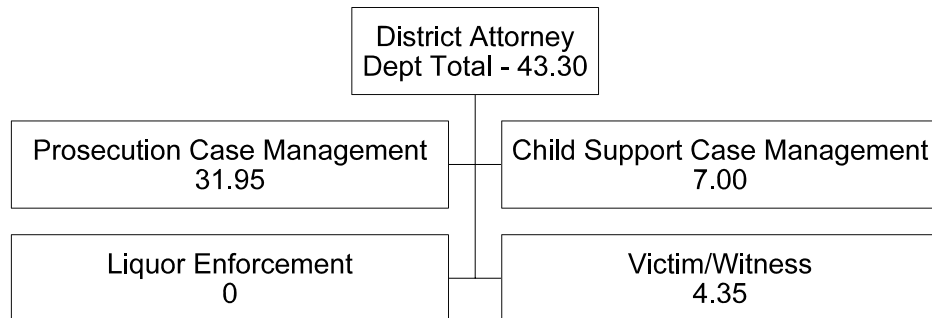 District Attorney
Dept Total - 43.30
Prosecution Case Management
31.95
Child Support Case Management
7.00
Liquor Enforcement
0
Victim/Witness
4.35